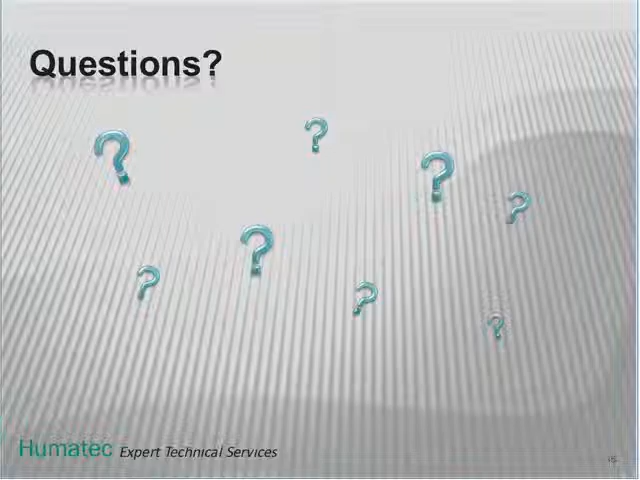 Questions?
? ? ? ? ? ? ? ?
Humatec Expert Technical Services